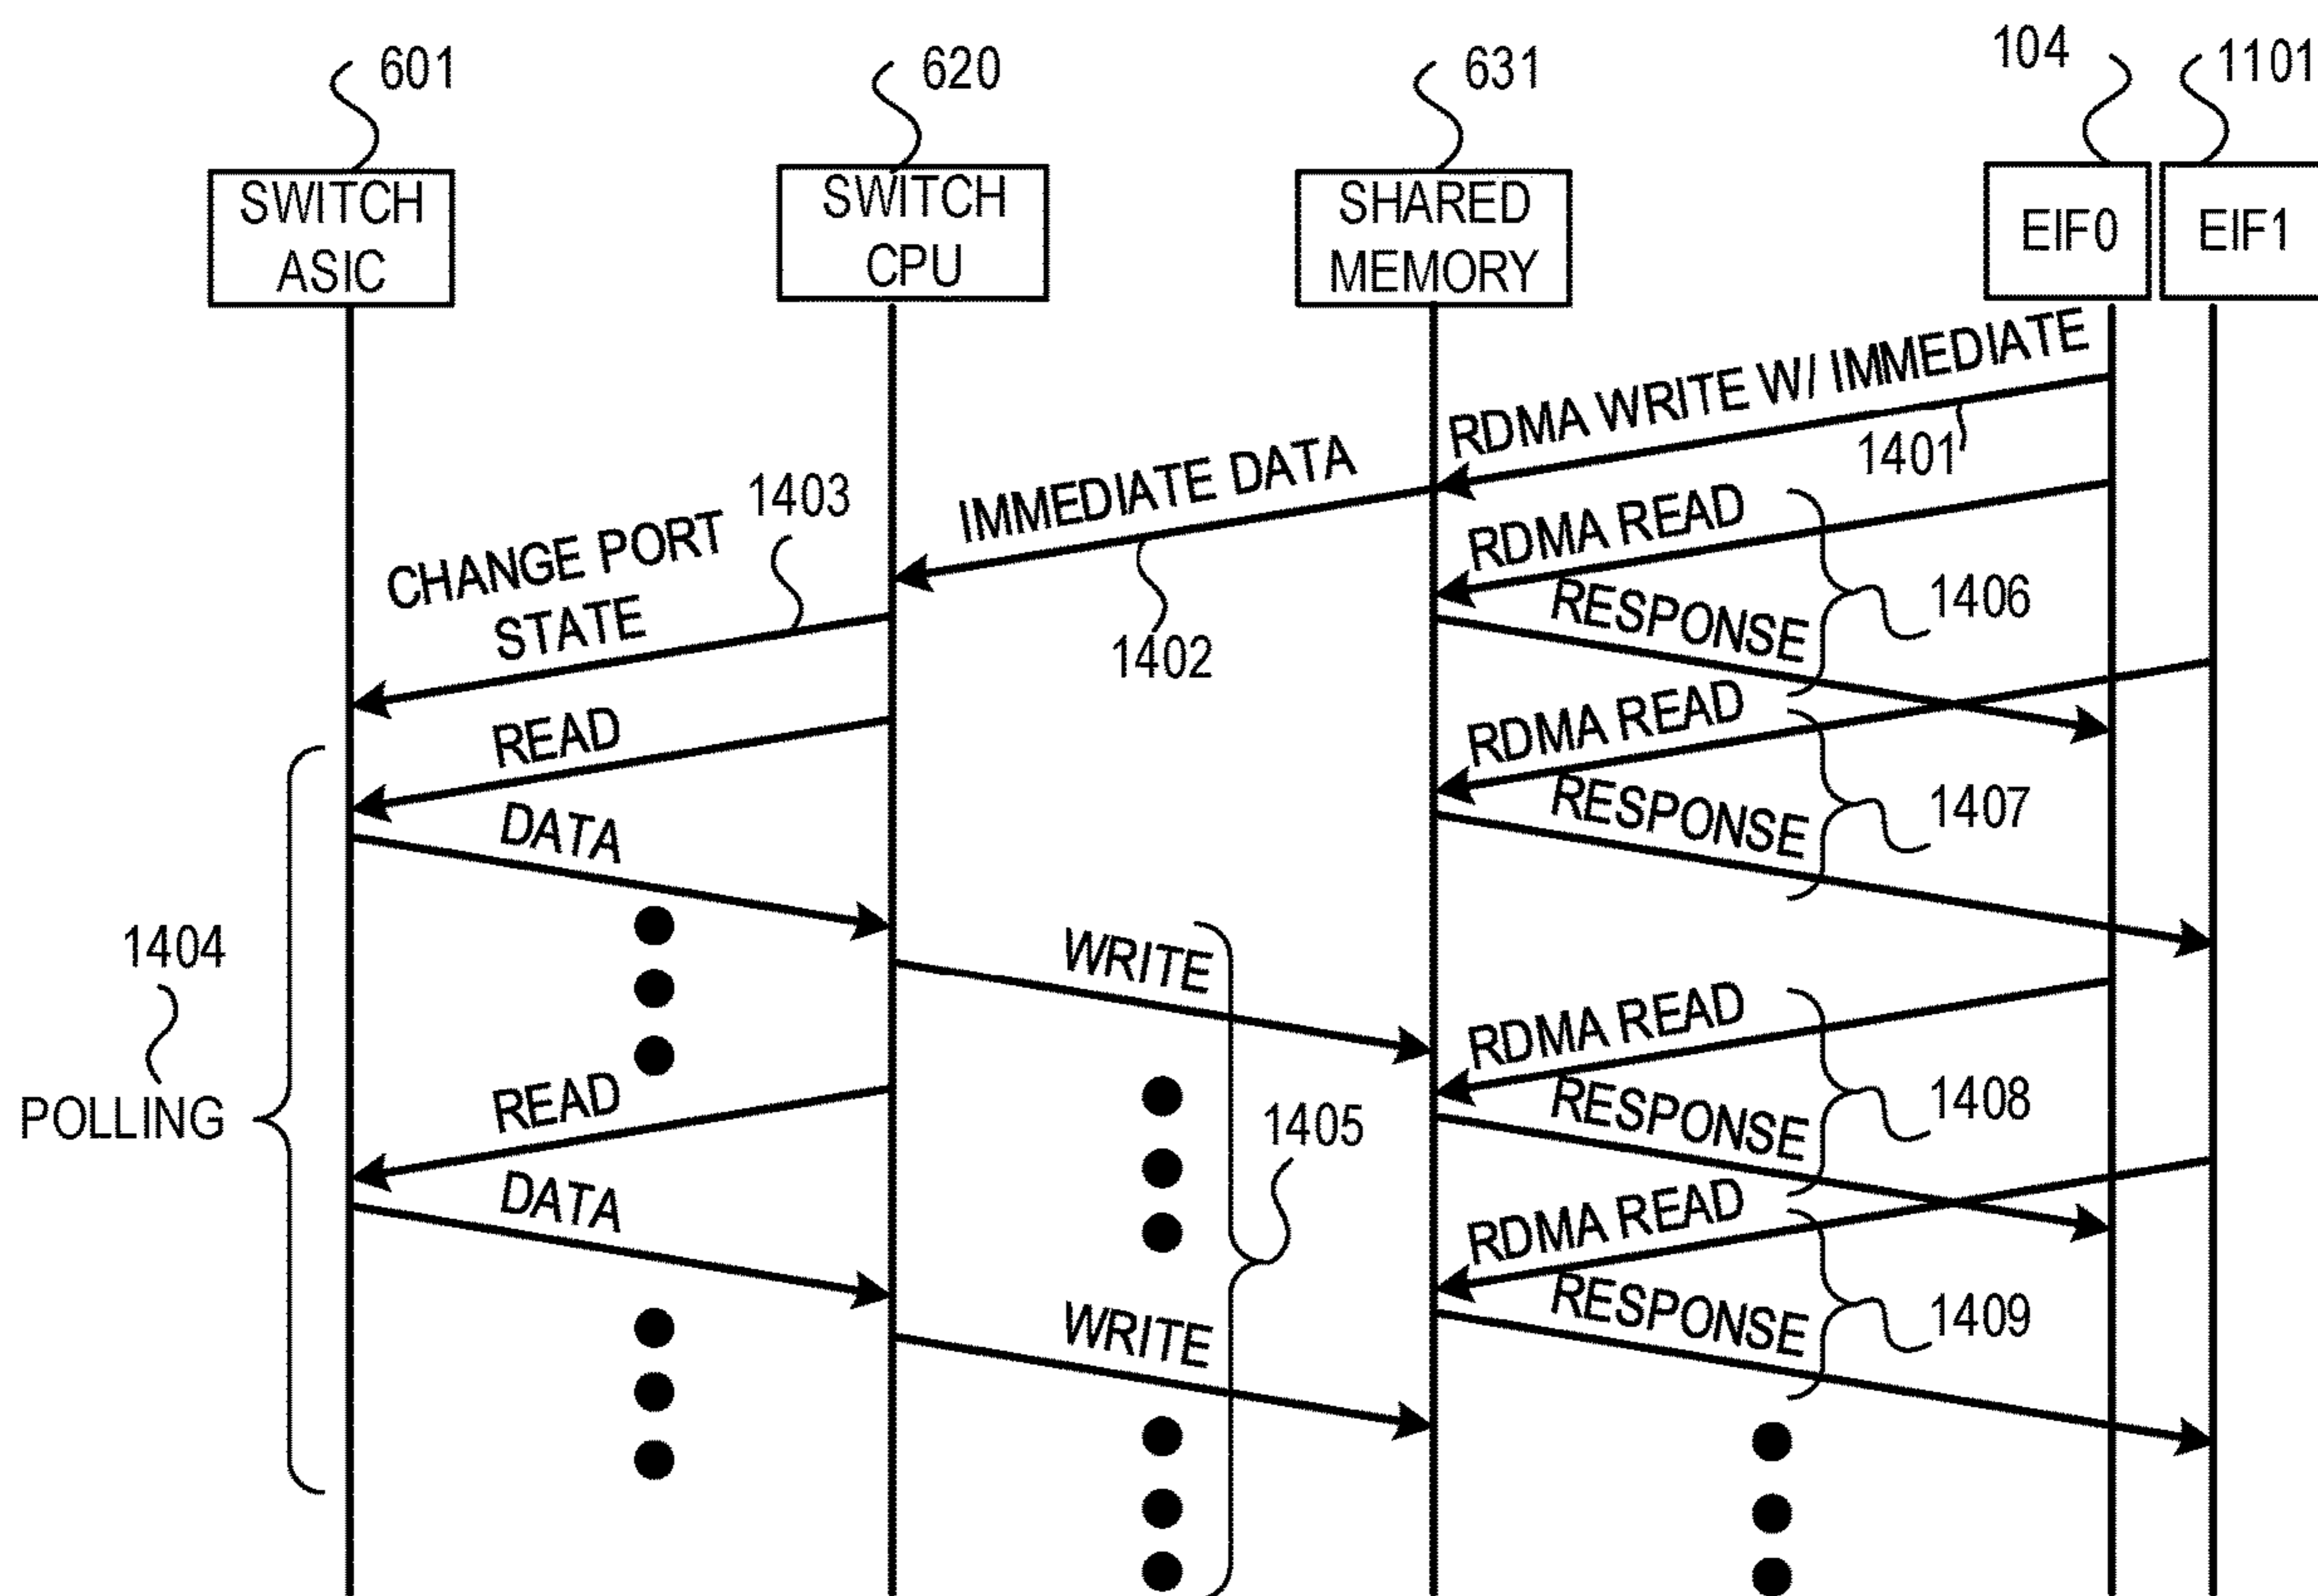 601
620
631
104
1101
SWITCH
ASIC
SWITCH
CPU
SHARED
MEMORY
EIF0
EIF1
RDMA WRITE W/ IMMEDIATE
1401
IMMEDIATE DATA
1402
1403
CHANGE PORT
STATE
RDMA READ
RESPONSE
1406
READ
DATA
RDMA READ
RESPONSE
1407
1404
POLLING
WRITE
1405
RDMA READ
RESPONSE
1408
READ
DATA
RDMA READ
RESPONSE
1409
WRITE